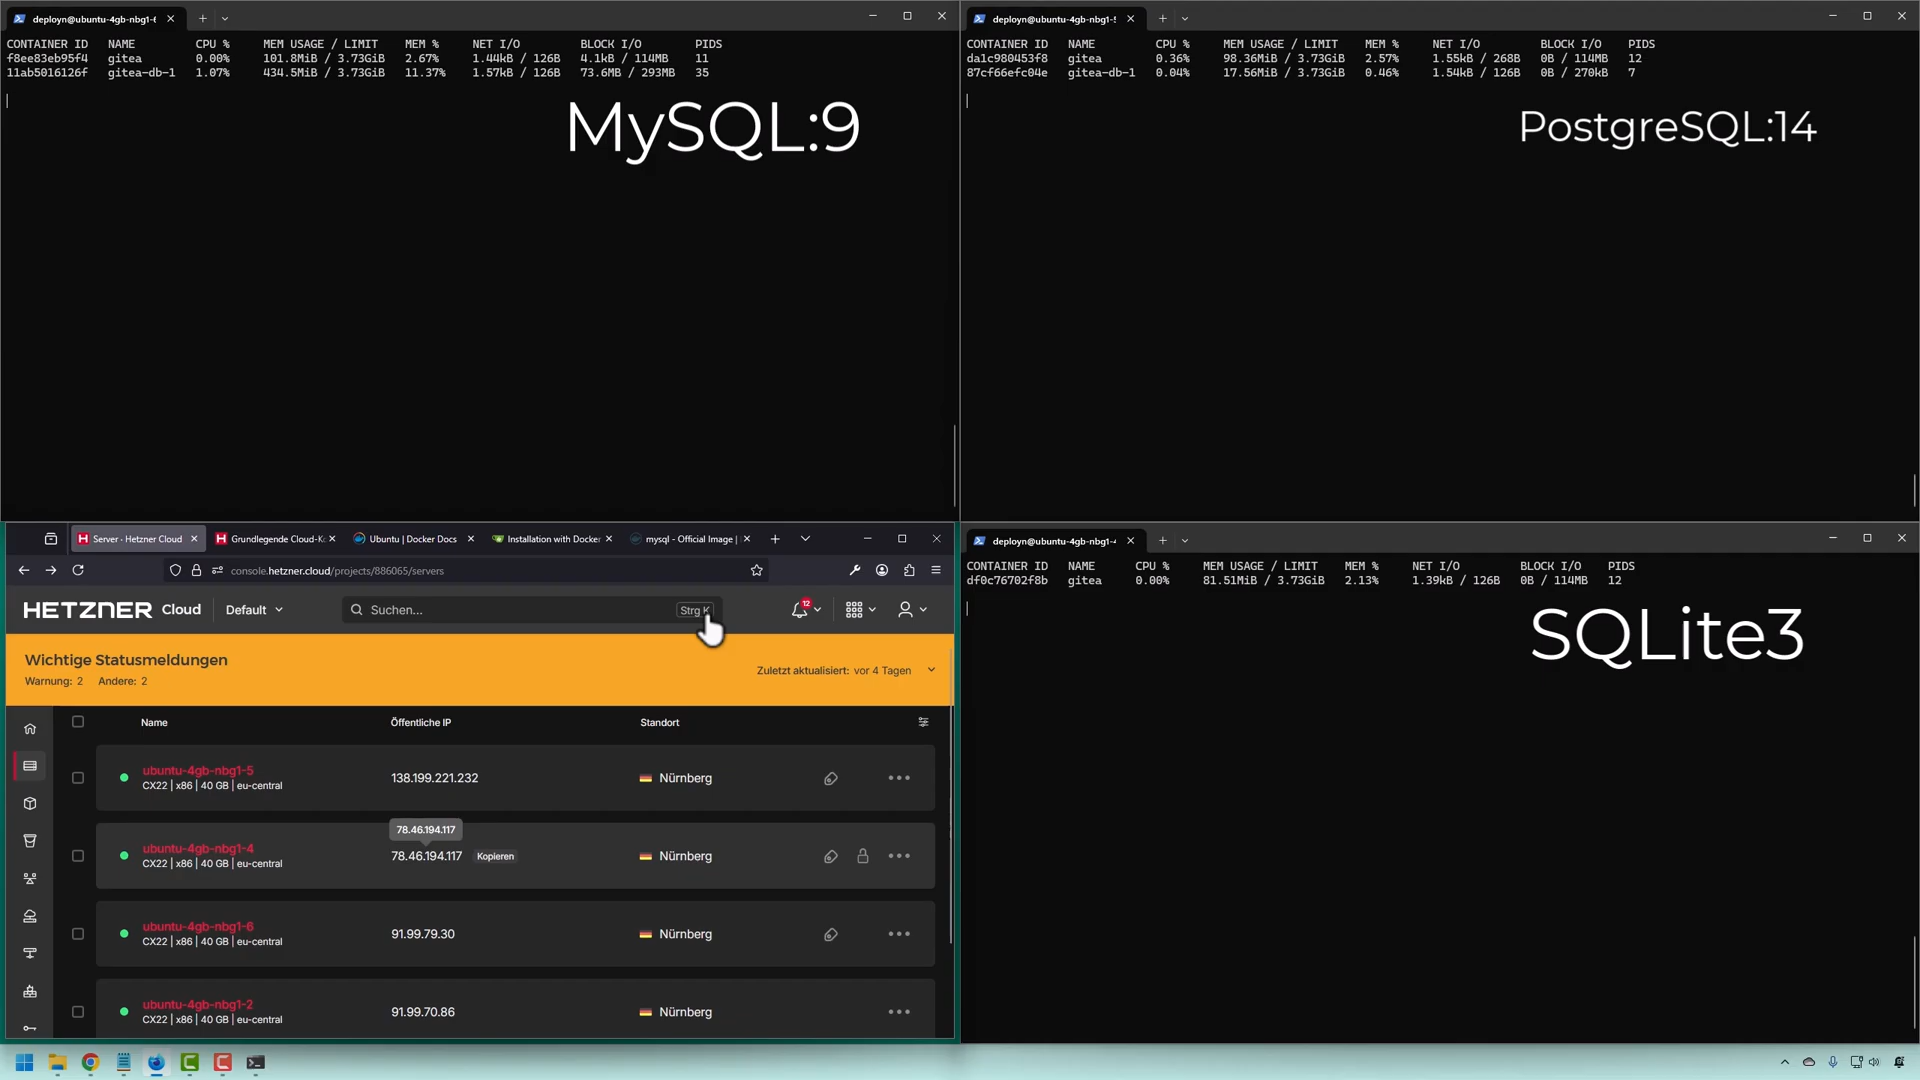 deployn@ubuntu-4gb-nbg1-6
CONTAINER ID NAME CPU % MEM USAGE / LIMIT MEM % NET I/O BLOCK I/O PIDS
f8ee83eb95f4 gitea 0.00% 101.8MiB / 3.73GiB 2.67% 1.44kB / 126B 4.1kB / 114MB 11
11ab5016126f gitea-db-1 1.07% 434.5MiB / 3.73GiB 11.37% 1.57kB / 126B 73.6MB / 293MB 35
MySQL:9
deployn@ubuntu-4gb-nbg1-5
CONTAINER ID NAME CPU % MEM USAGE / LIMIT MEM % NET I/O BLOCK I/O PIDS
da1c980453f8 gitea 0.36% 98.36MiB / 3.73GiB 2.57% 1.55kB / 268B 0B / 114MB 12
87cf66efc04e gitea-db-1 0.04% 17.56MiB / 3.73GiB 0.46% 1.54kB / 126B 0B / 270kB 7
PostgreSQL:14
Server · Hetzner Cloud
Grundlegende Cloud-Ko
Ubuntu | Docker Docs
Installation with Docker
mysql - Official Image |
console.hetzner.cloud/projects/886065/servers
HETZNER Cloud Default Suchen... Strg K 12
Wichtige Statusmeldungen
Warnung: 2 Andere: 2
Zuletzt aktualisiert: vor 4 Tagen
Name Öffentliche IP Standort
ubuntu-4gb-nbg1-5
CX22 | x86 | 40 GB | eu-central
138.199.221.232
Nürnberg
78.46.194.117
ubuntu-4gb-nbg1-4
CX22 | x86 | 40 GB | eu-central
78.46.194.117 Kopieren
Nürnberg
ubuntu-4gb-nbg1-6
CX22 | x86 | 40 GB | eu-central
91.99.79.30
Nürnberg
ubuntu-4gb-nbg1-2
CX22 | x86 | 40 GB | eu-central
91.99.70.86
Nürnberg
deployn@ubuntu-4gb-nbg1-4
CONTAINER ID NAME CPU % MEM USAGE / LIMIT MEM % NET I/O BLOCK I/O PIDS
df0c76702f8b gitea 0.00% 81.51MiB / 3.73GiB 2.13% 1.39kB / 126B 0B / 114MB 12
SQLite3